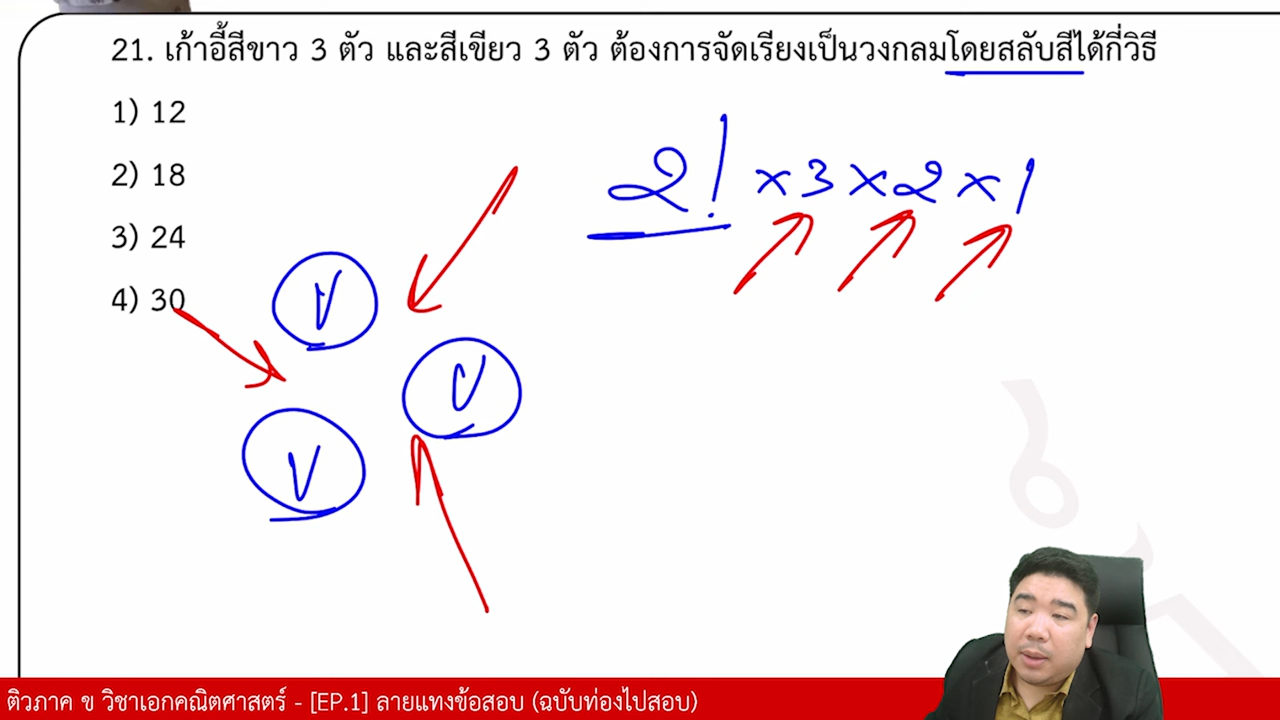 21. เก้าอี้สีขาว 3 ตัว และสีเขียว 3 ตัว ต้องการจัดเรียงเป็นวงกลมโดยสลับสีได้กี่วิธี
1) 12
2! ×3×2×1
2) 18
3) 24
4) 30
ข
ข
ข
ติวภาค ข วิชาเอกคณิตศาสตร์ - [EP.1] ลายแทงข้อสอบ (ฉบับท่องไปสอบ)